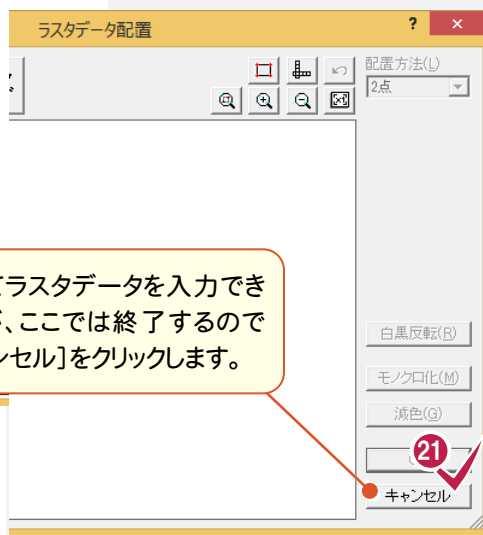 ラスタデータ配置
? ×
配置方法(L)
2点
てラスタデータを入力でき
、ここでは終了するので
ンセル]をクリックします。
白黒反転(R)
モノクロ化(M)
減色(G)
21
キャンセル